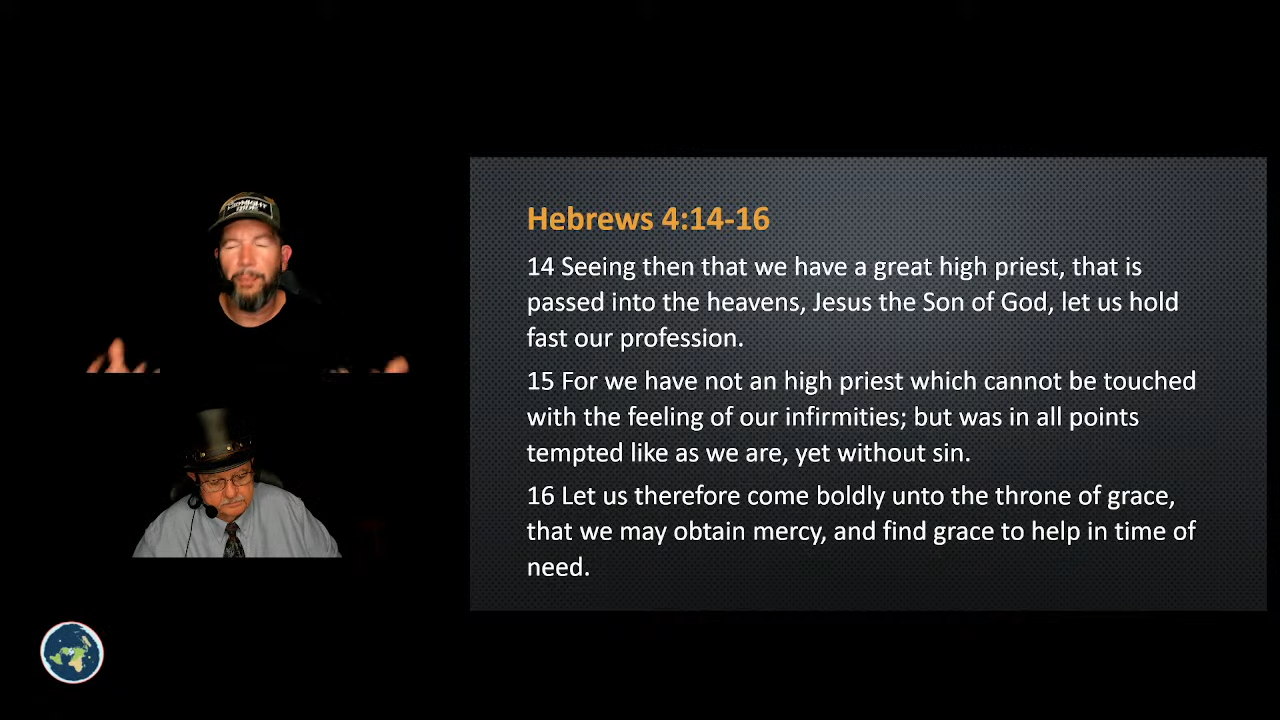 MIDNIGHT
RIDE
Hebrews 4:14-16
14 Seeing then that we have a great high priest, that is
passed into the heavens, Jesus the Son of God, let us hold
fast our profession.
15 For we have not an high priest which cannot be touched
with the feeling of our infirmities; but was in all points
tempted like as we are, yet without sin.
16 Let us therefore come boldly unto the throne of grace,
that we may obtain mercy, and find grace to help in time of
need.